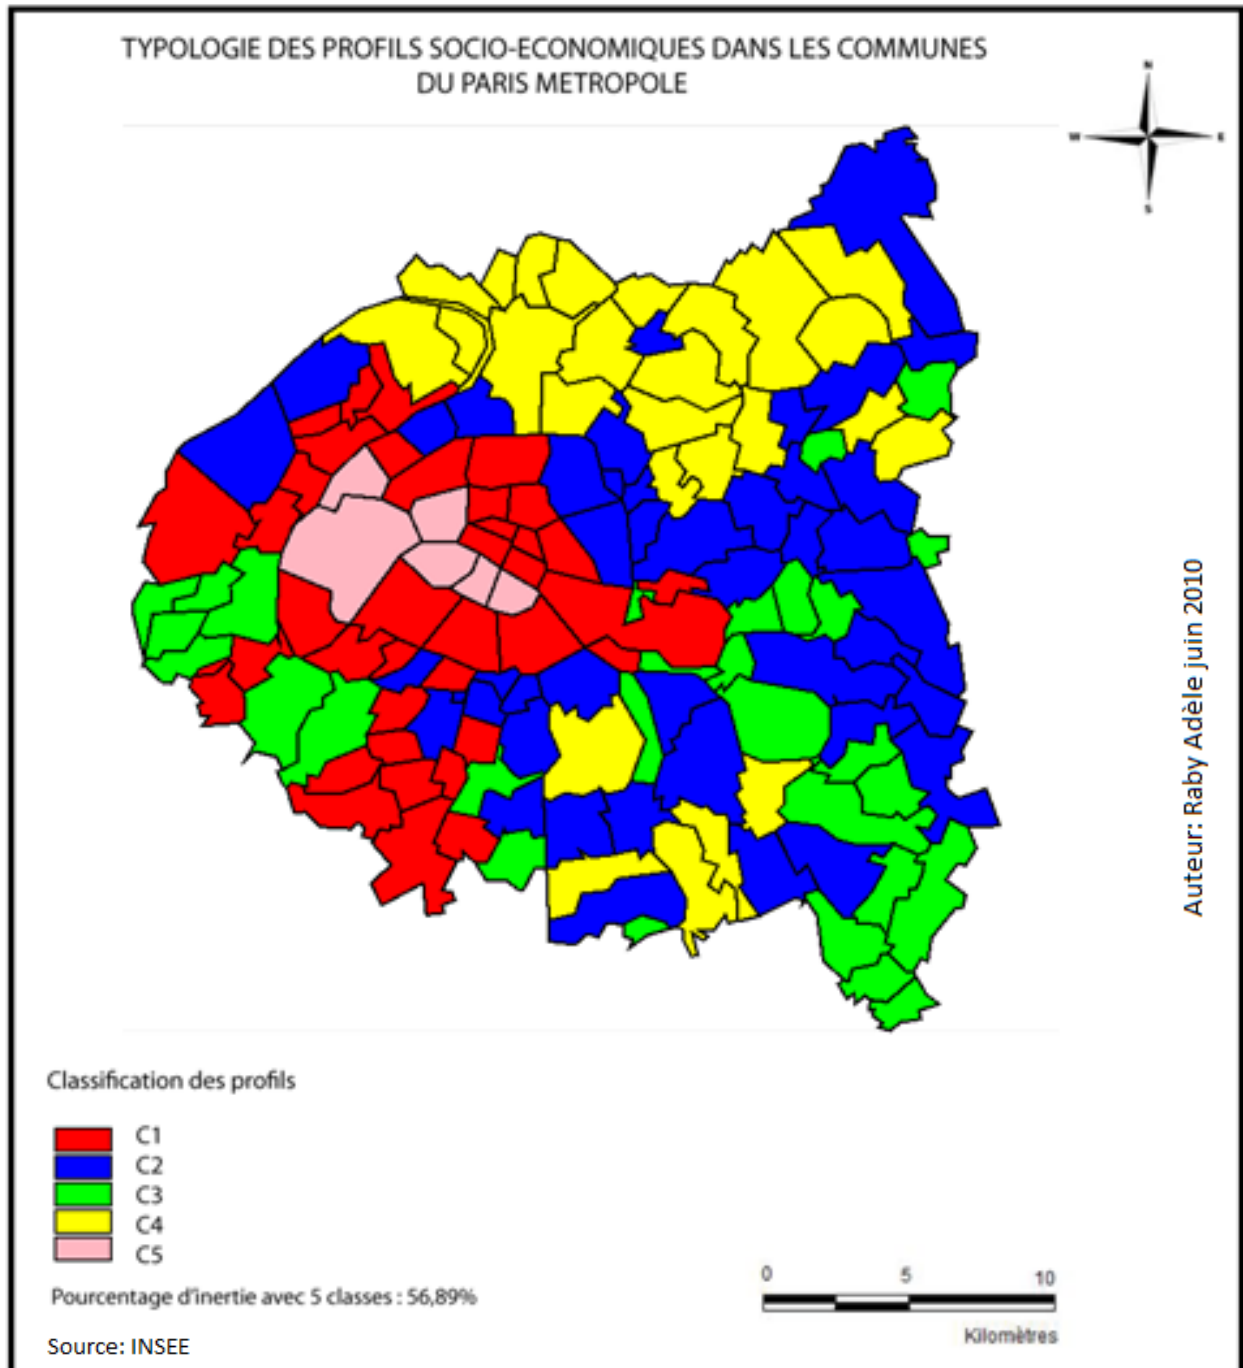 TYPOLOGIE DES PROFILS SOCIO-ECONOMIQUES DANS LES COMMUNES
DU PARIS METROPOLE
N
W E
S
Auteur: Raby Adèle juin 2010
Classification des profils
C1
C2
C3
C4
C5
Pourcentage d'inertie avec 5 classes : 56,89%
Source: INSEE
0 5 10
Kilomètres